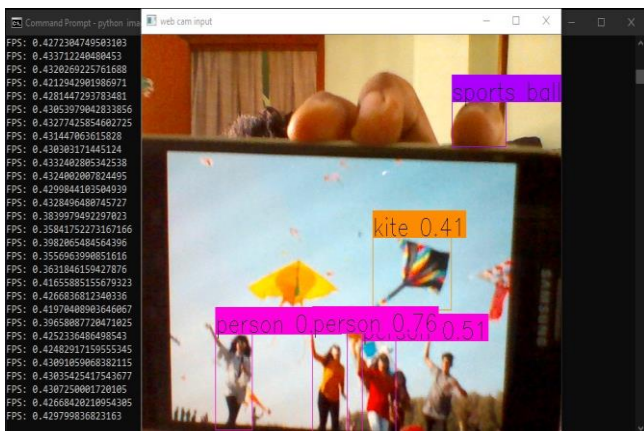 Command Prompt - python ima
web cam input
FPS: 0.4272304749503103
FPS: 0.433712240480453
FPS: 0.4320269225761688
FPS: 0.4212942901986971
FPS: 0.4281447293783481
FPS: 0.43053979042833856
FPS: 0.43277425854602725
FPS: 0.431447063615828
FPS: 0.430303171445124
FPS: 0.4332402805342538
FPS: 0.4324002007824495
FPS: 0.4299844103504939
FPS: 0.4328496480745727
FPS: 0.3839979492297023
FPS: 0.35841752273167166
FPS: 0.3982065484564396
FPS: 0.3556963990851616
FPS: 0.3631846159427876
FPS: 0.41655885155679323
FPS: 0.4266836812340336
FPS: 0.41970408903646067
FPS: 0.39658087720471025
FPS: 0.4252336486498543
FPS: 0.42482917159555345
FPS: 0.43091059068382115
FPS: 0.43035425417543677
FPS: 0.4307250001720105
FPS: 0.42668420210954305
FPS: 0.429799836823163
sports ball
kite 0.41
person 0
person 0.76
0.51
SAMSUNG